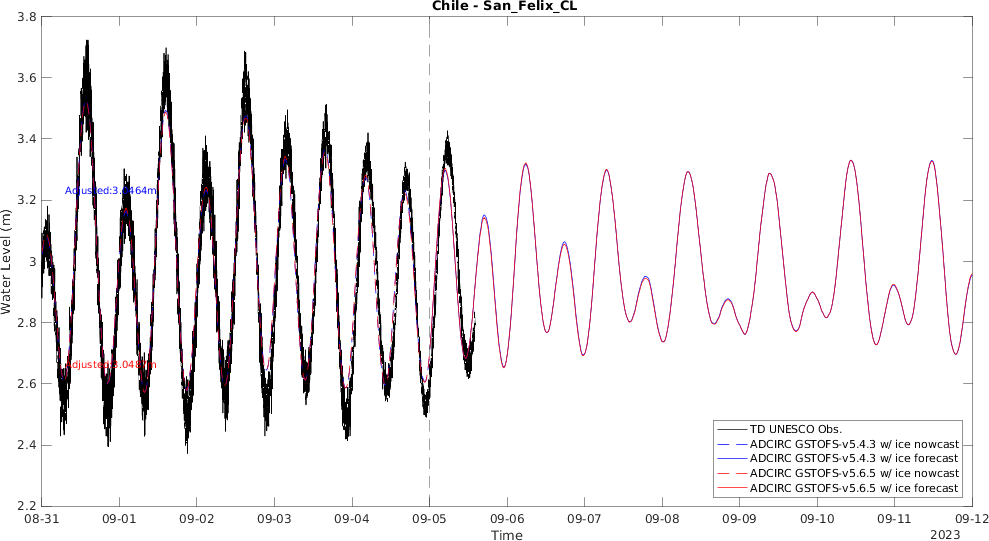 Chile - San_Felix_CL
3.8
3.6
3.4
3.2
3
2.8
2.6
2.4
2.2
Water Level (m)
08-31
09-01
09-02
09-03
09-04
09-05
09-06
09-07
09-08
09-09
09-10
09-11
09-12
Time
2023
TD UNESCO Obs.
ADCIRC GSTOFS-v5.4.3 w/ ice nowcast
ADCIRC GSTOFS-v5.4.3 w/ ice forecast
ADCIRC GSTOFS-v5.6.5 w/ ice nowcast
ADCIRC GSTOFS-v5.6.5 w/ ice forecast